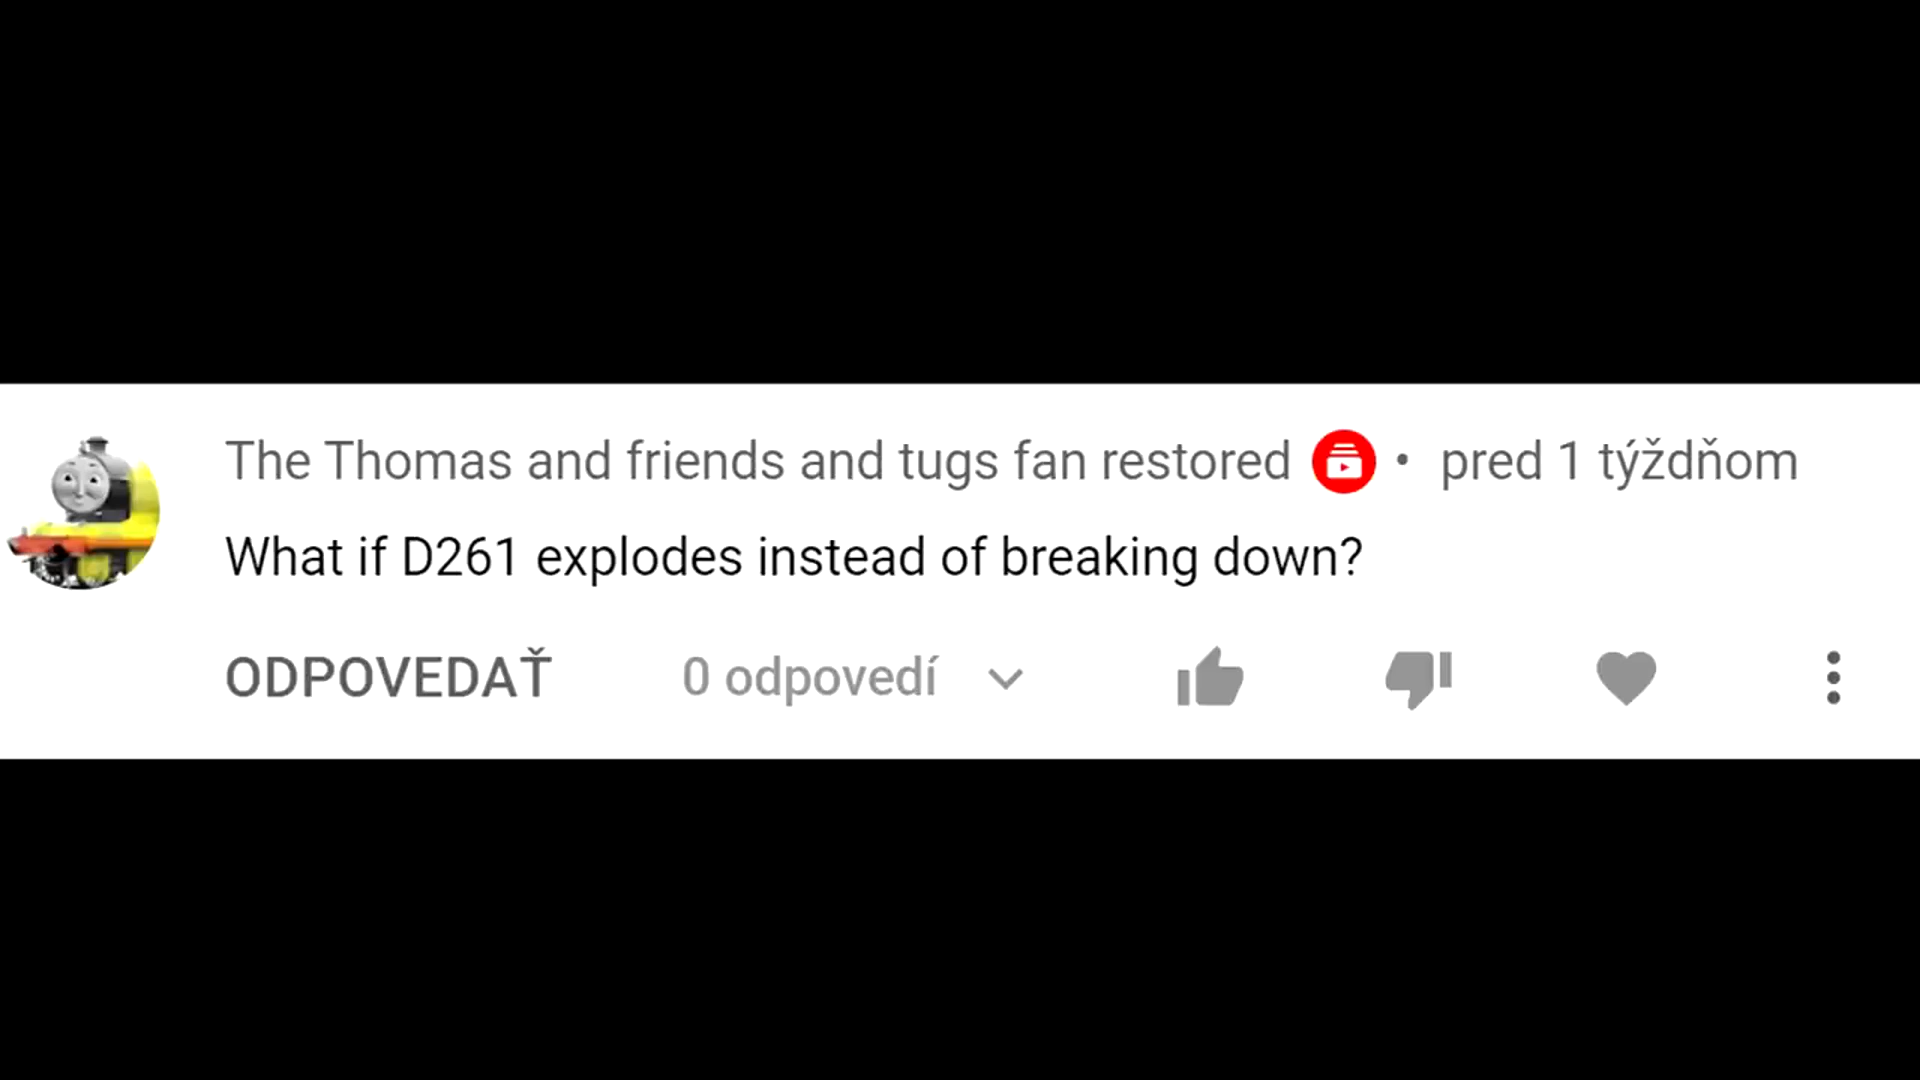 The Thomas and friends and tugs fan restored • pred 1 týždňom
What if D261 explodes instead of breaking down?
ODPOVEDAŤ 0 odpovedí